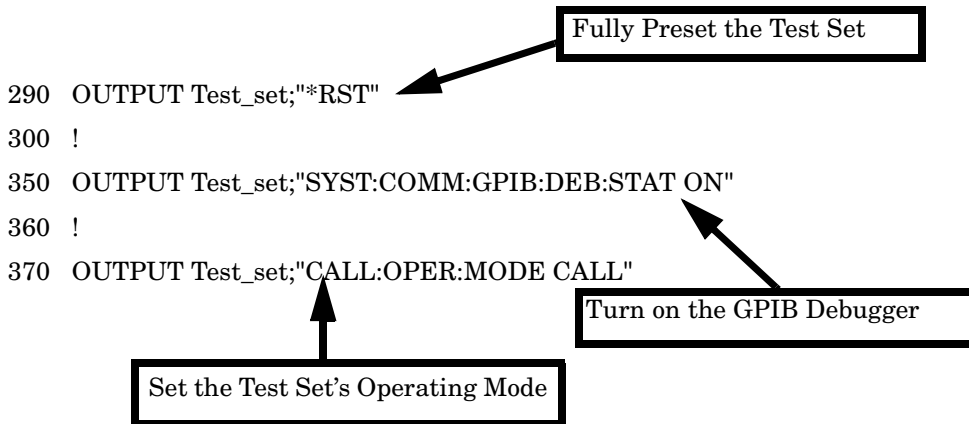 Fully Preset the Test Set
290 OUTPUT Test_set;"*RST"
300 !
350 OUTPUT Test_set;"SYST:COMM:GPIB:DEB:STAT ON"
360 !
370 OUTPUT Test_set;"CALL:OPER:MODE CALL"
Turn on the GPIB Debugger
Set the Test Set's Operating Mode